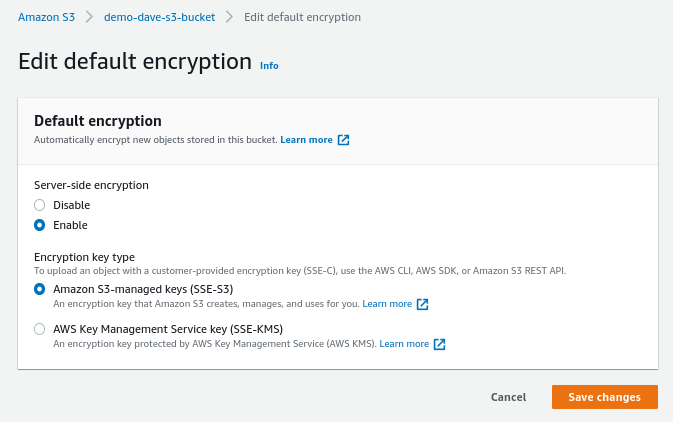 Amazon S3 > demo-dave-s3-bucket > Edit default encryption
Edit default encryption Info
Default encryption
Automatically encrypt new objects stored in this bucket. Learn more
Server-side encryption
Disable
Enable
Encryption key type
To upload an object with a customer-provided encryption key (SSE-C), use the AWS CLI, AWS SDK, or Amazon S3 REST API.
Amazon S3-managed keys (SSE-S3)
An encryption key that Amazon S3 creates, manages, and uses for you. Learn more
AWS Key Management Service key (SSE-KMS)
An encryption key protected by AWS Key Management Service (AWS KMS). Learn more
Cancel Save changes